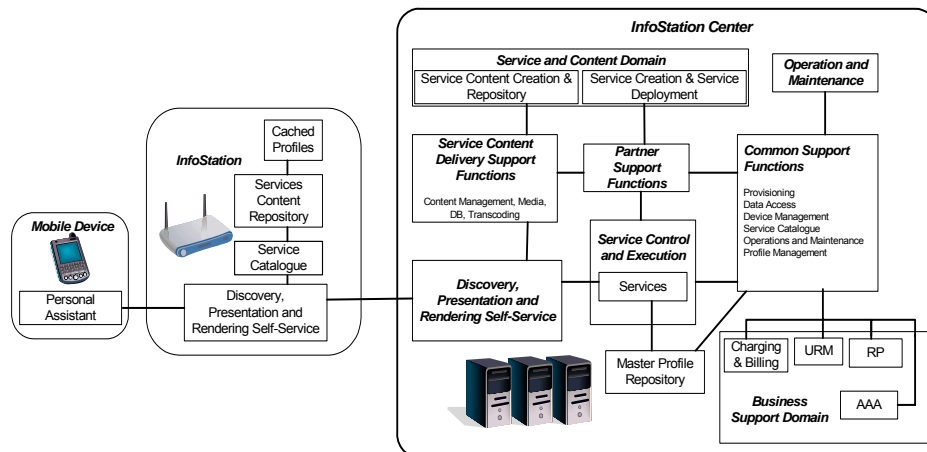 InfoStation Center
Service and Content Domain
Service Content Creation &
Repository
Service Creation & Service
Deployment
Operation and
Maintenance
Service Content
Delivery Support
Functions
Content Management, Media,
DB, Transcoding
Partner
Support
Functions
Common Support
Functions
Provisioning
Data Access
Device Management
Service Catalogue
Operations and Maintenance
Profile Management
Service Control
and Execution
Services
Discovery,
Presentation and
Rendering Self-Service
Master Profile
Repository
Charging
& Billing
URM
RP
AAA
Business
Support Domain
InfoStation
Cached
Profiles
Services
Content
Repository
Service
Catalogue
Discovery,
Presentation and
Rendering Self-Service
Mobile Device
Personal
Assistant